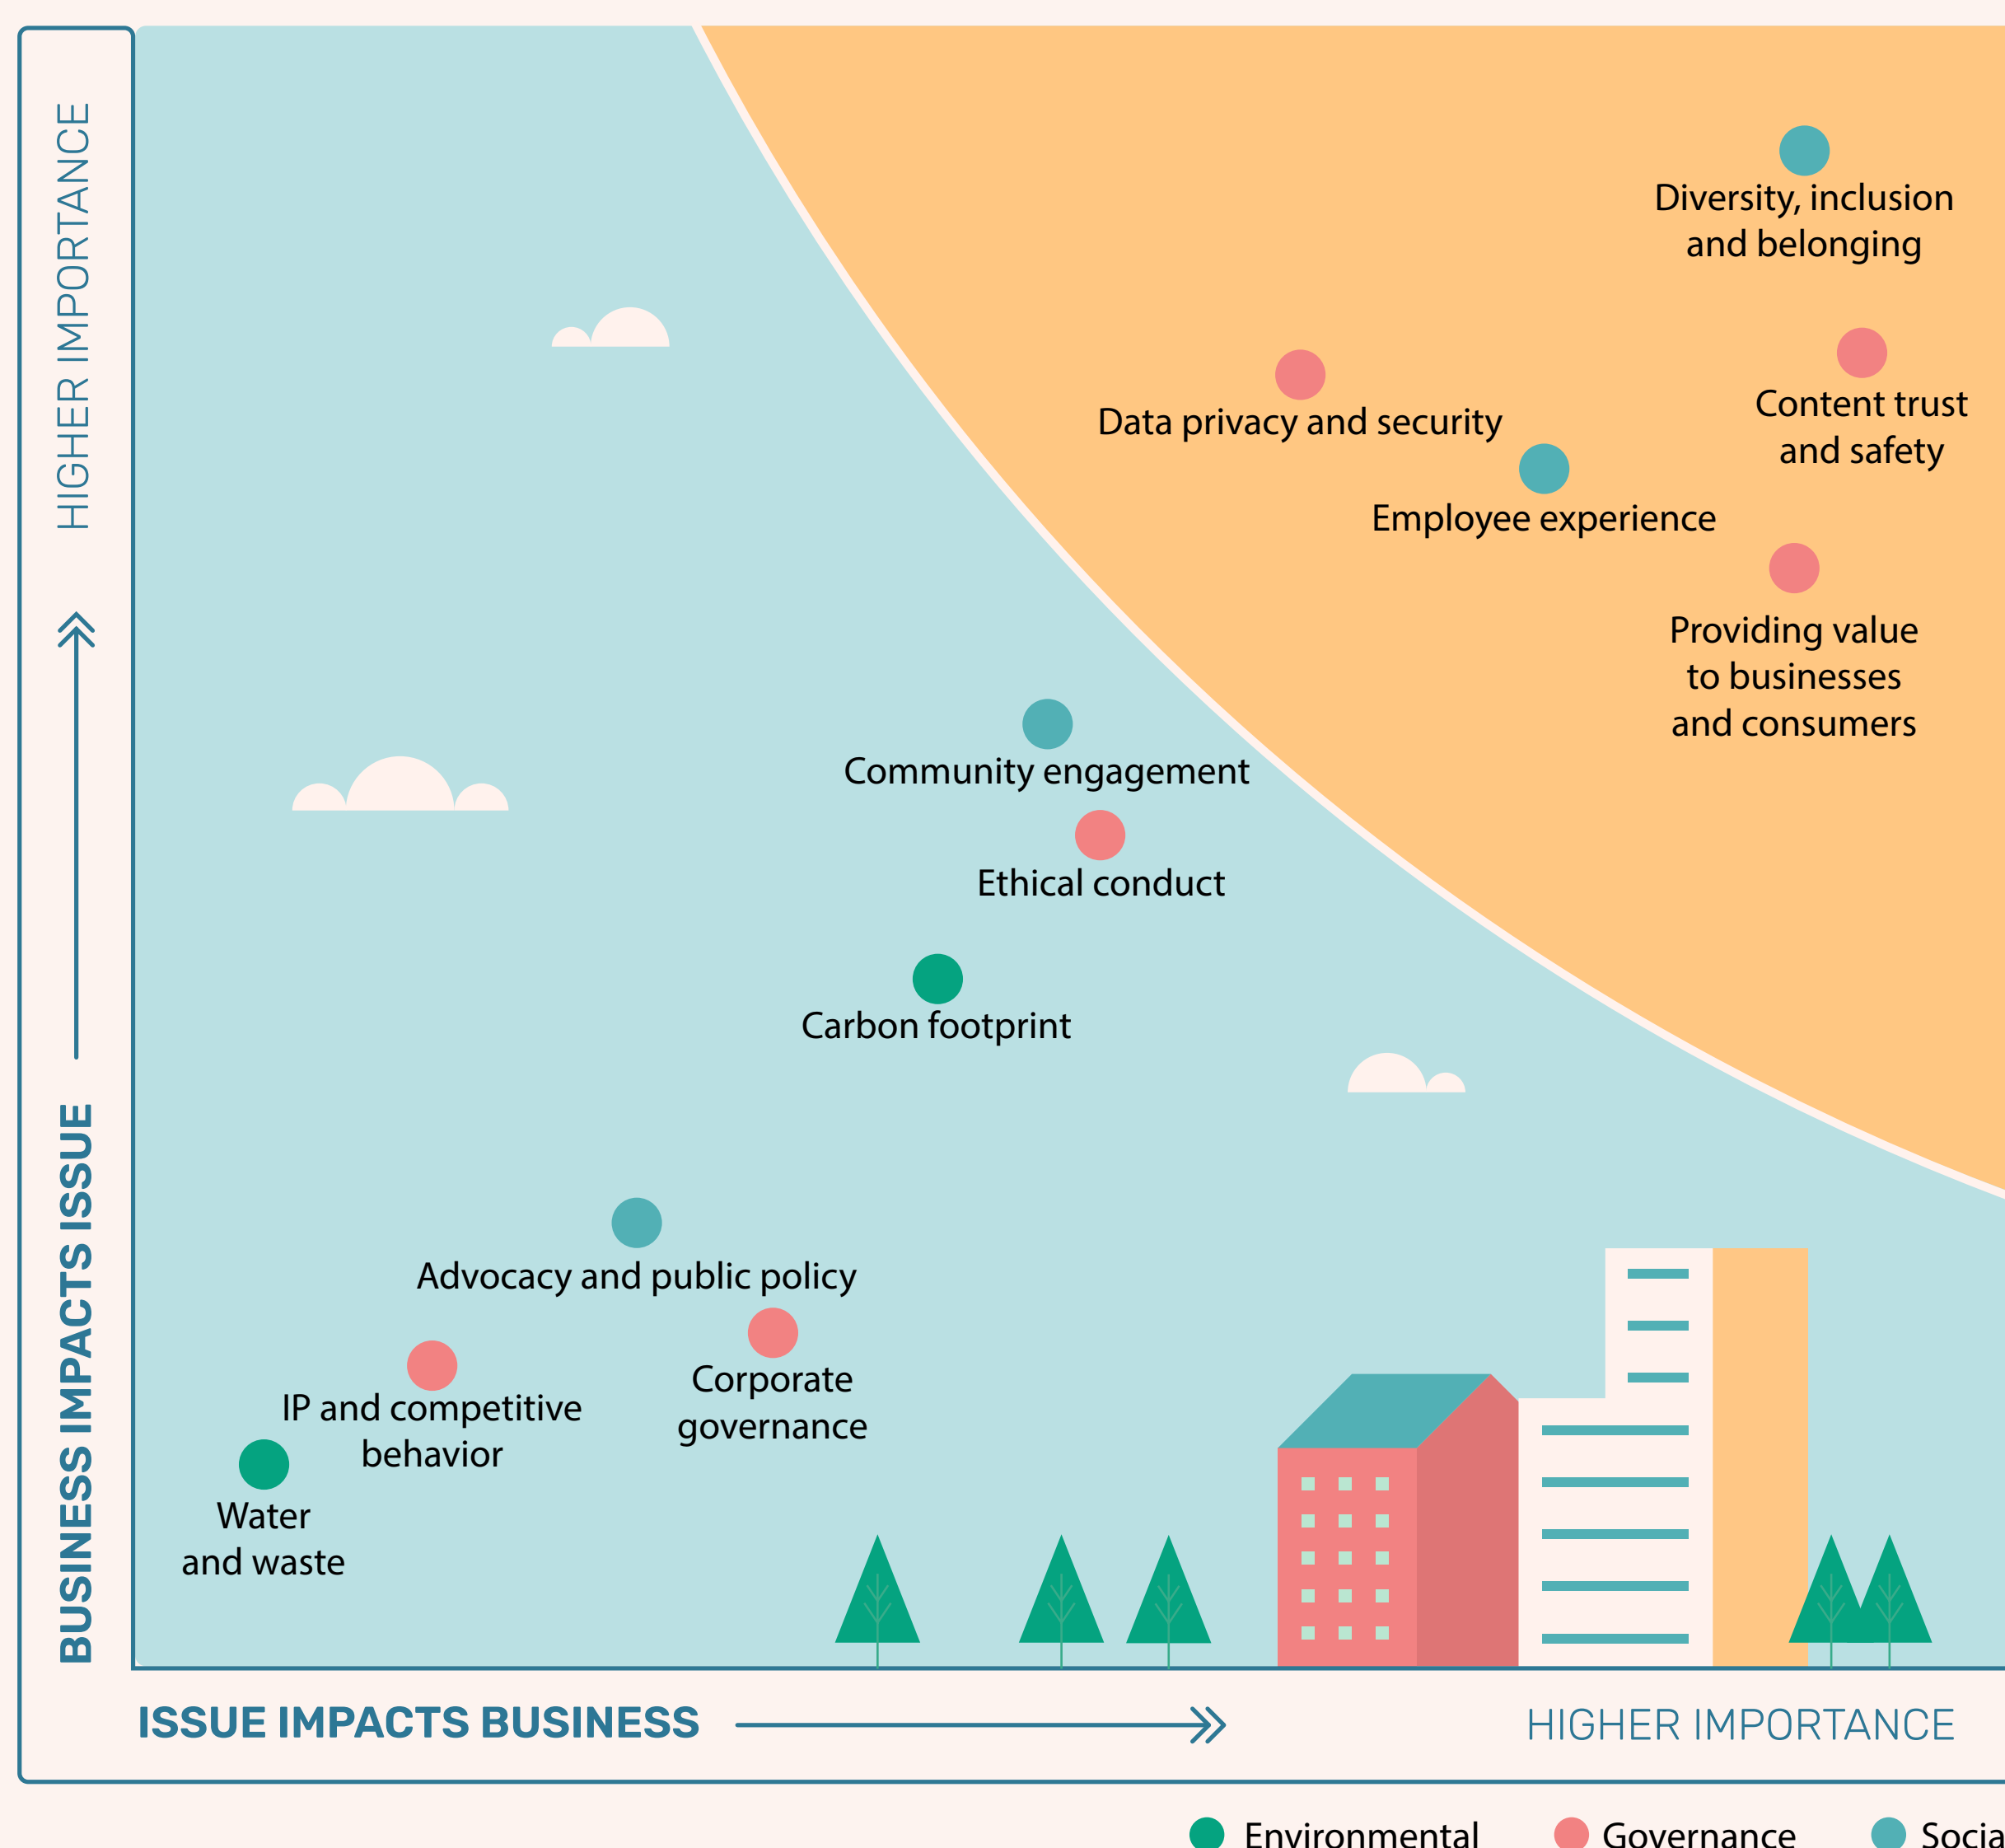 HIGHER IMPORTANCE
BUSINESS IMPACTS ISSUE
Diversity, inclusion
and belonging
Data privacy and security
Content trust
and safety
Employee experience
Providing value
to businesses
and consumers
Community engagement
Ethical conduct
Carbon footprint
Advocacy and public policy
Corporate
governance
IP and competitive
behavior
Water
and waste
ISSUE IMPACTS BUSINESS
HIGHER IMPORTANCE
Environmental
Governance